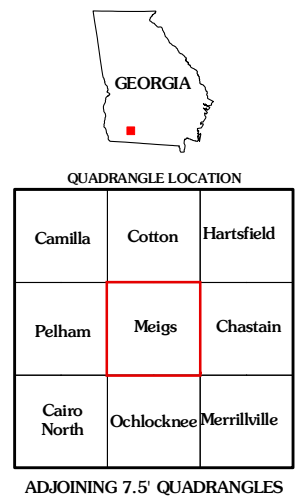 GEORGIA
QUADRANGLE LOCATION
Camilla
Cotton
Hartsfield
Pelham
Meigs
Chastain
Cairo
North
Ochlocknee
Merrillville
ADJOINING 7.5' QUADRANGLES